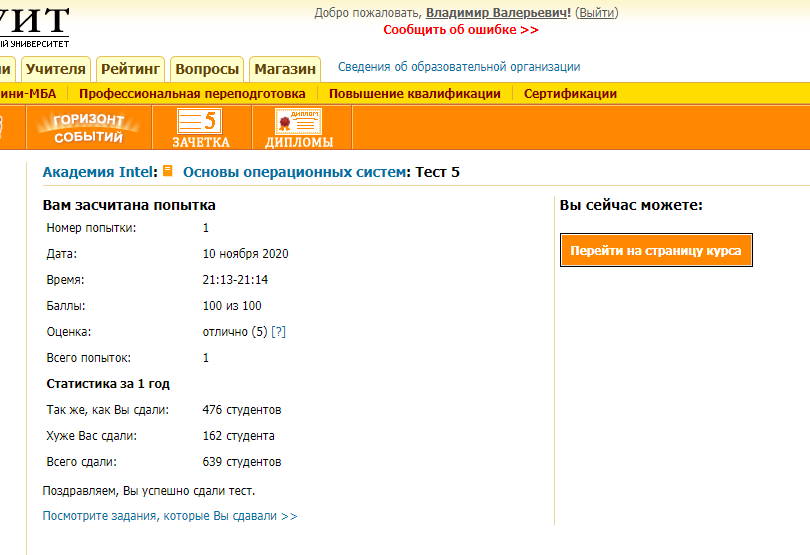 УИТ
ЫЙ УНИВЕРСИТЕТ
Добро пожаловать, Владимир Валерьевич! (Выйти)
Сообщить об ошибке >>
и Учителя Рейтинг Вопросы Магазин Сведения об образовательной организации
ини-МБА Профессиональная переподготовка Повышение квалификации Сертификации
ГОРИЗОНТ
СОБЫТИЙ
5
ЗАЧЕТКА
ДИПЛОМ
ДИПЛОМЫ
Академия Intel: Основы операционных систем: Тест 5
Вам засчитана попытка
Номер попытки: 1
Дата: 10 ноября 2020
Время: 21:13-21:14
Баллы: 100 из 100
Оценка: отлично (5) [?]
Всего попыток: 1
Статистика за 1 год
Так же, как Вы сдали: 476 студентов
Хуже Вас сдали: 162 студента
Всего сдали: 639 студентов
Поздравляем, Вы успешно сдали тест.
Посмотрите задания, которые Вы сдавали >>
Вы сейчас можете:
Перейти на страницу курса